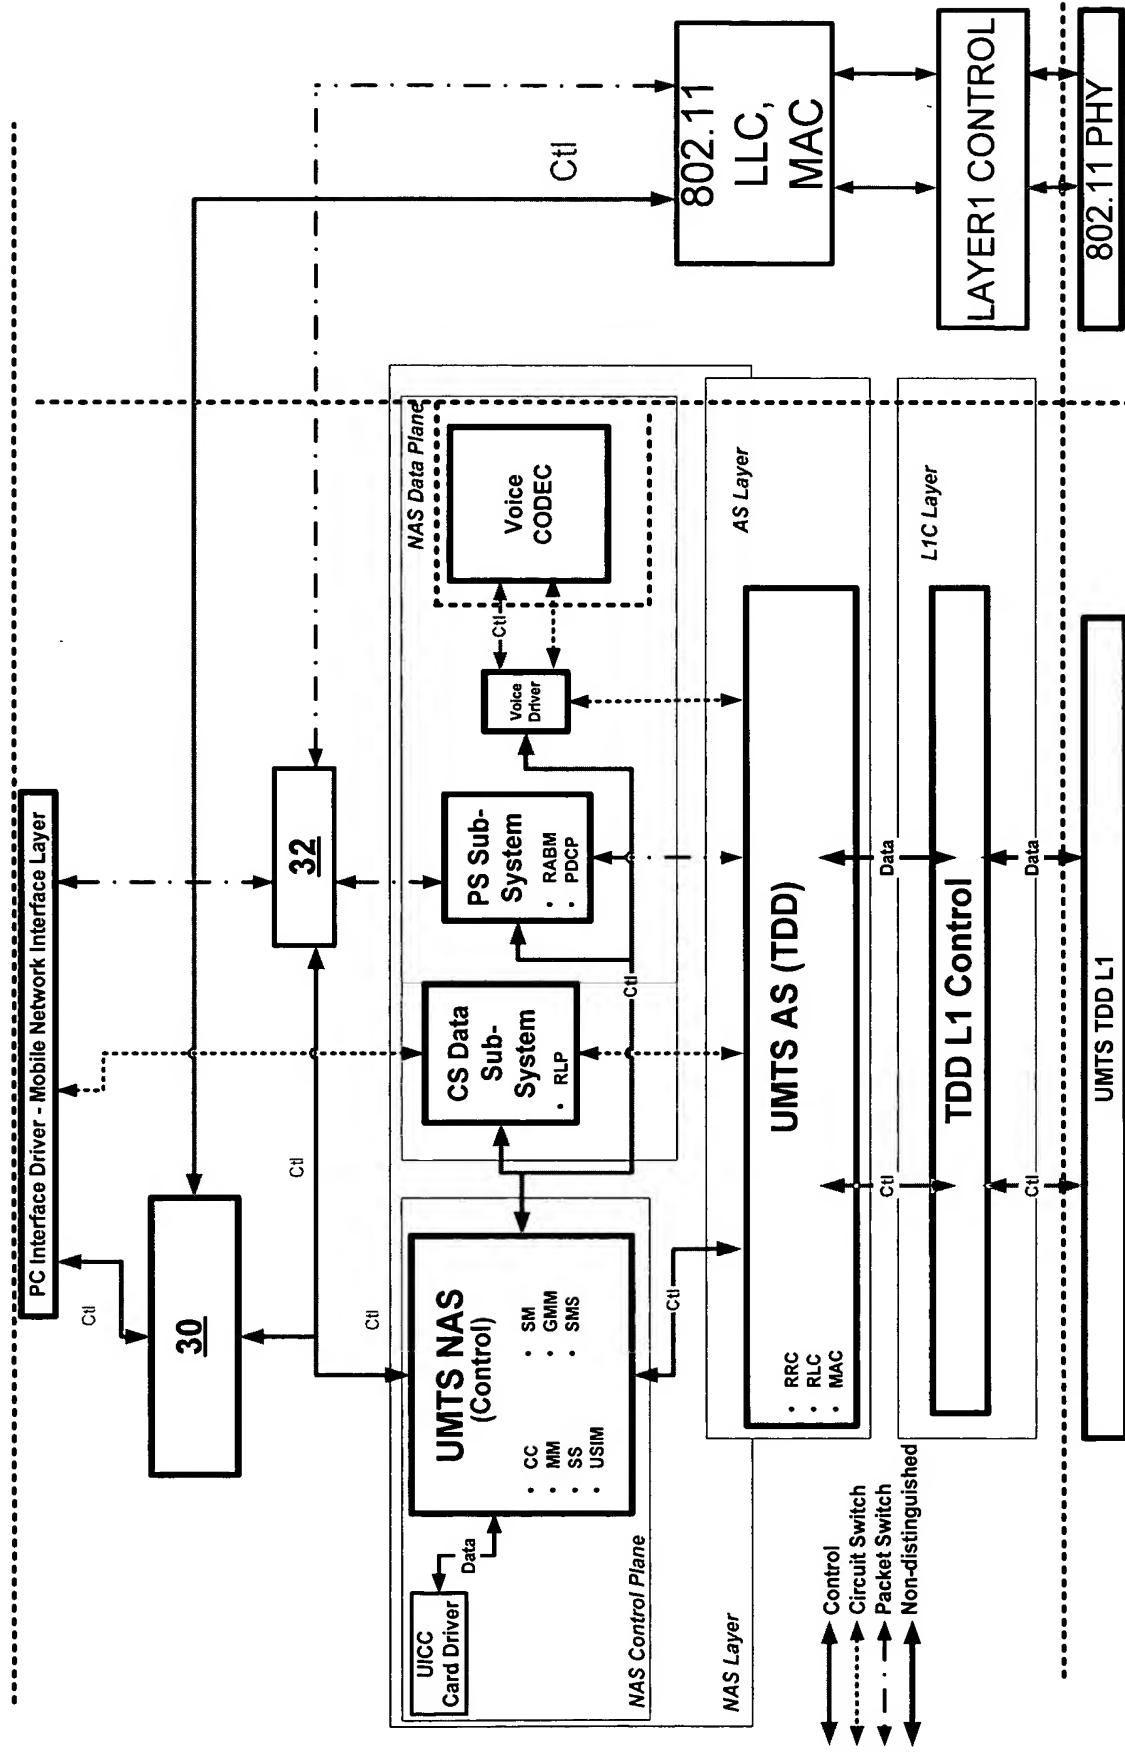 PC Interface Driver - Mobile Network Interface Layer
Ctl
30
Ctl
32
Ctl
Ctl
NAS Data Plane
UICC
Card Driver
Data
UMTS NAS
(Control)
· CC
· MM
· SS
· USIM
· SM
· GMM
· SMS
CS Data
Sub-
System
· RLP
PS Sub-
System
· RABM
· PDCP
Voice
Driver
Ctl
Voice
CODEC
Ctl
NAS Control Plane
Ctl
NAS Layer
AS Layer
UMTS AS (TDD)
· RRC
· RLC
· MAC
802.11
LLC,
MAC
Ctl
Data
L1C Layer
TDD L1 Control
LAYER1 CONTROL
Ctl
Data
UMTS TDD L1
802.11 PHY
Control
Circuit Switch
Packet Switch
Non-distinguished